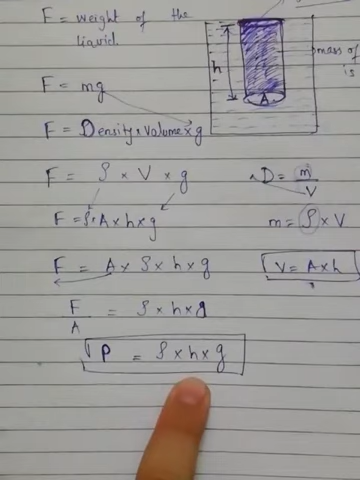 F = weight of the
liquid.
h
A
mass of
is
F = mg
F = Density x Volume x g
F = ρ x V x g
D = m/V
F = ρ x A x h x g
m = ρ x V
F = A x ρ x h x g
V = A x h
F/A = ρ x h x g
P = ρ x h x g